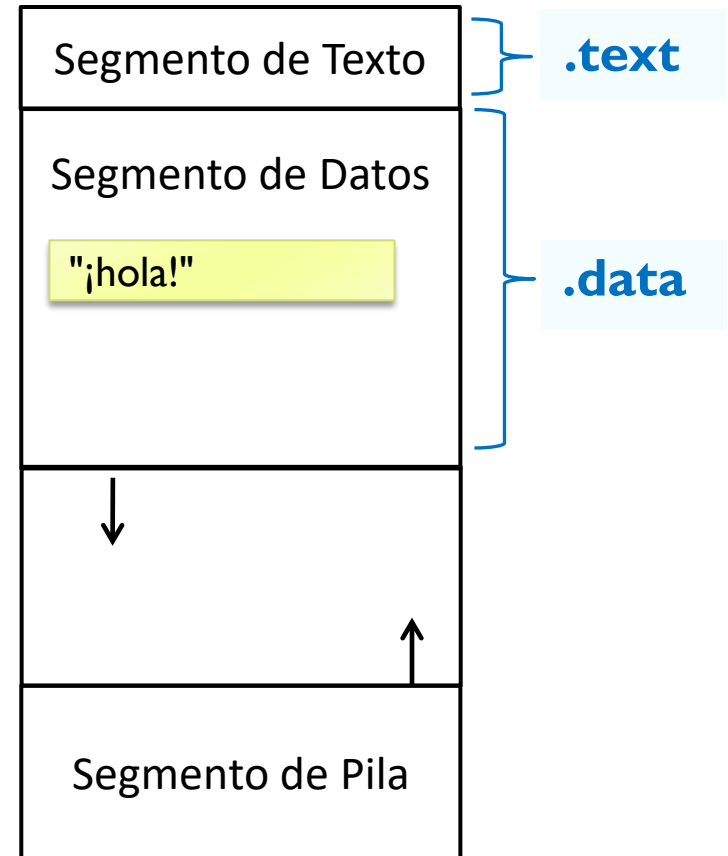 Segmento de Texto
.text
Segmento de Datos
"¡hola!"
.data
Segmento de Pila